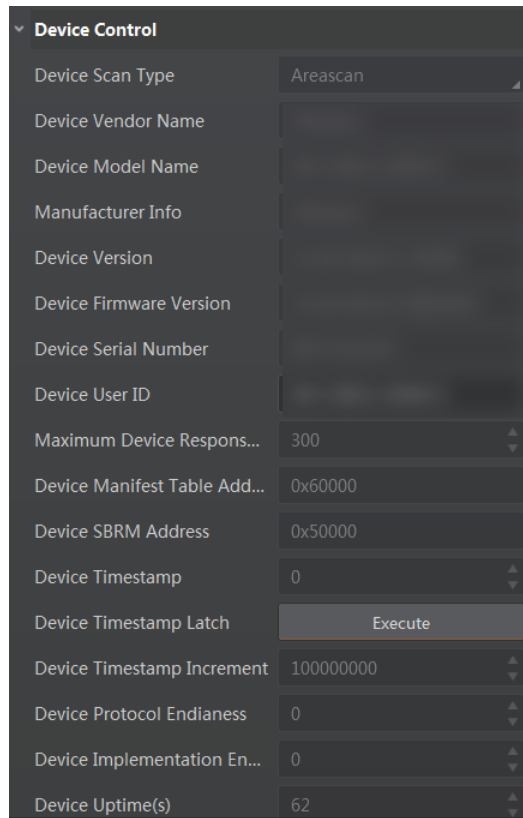 Device Control
Device Scan Type Areascan
Device Vendor Name
Device Model Name
Manufacturer Info
Device Version
Device Firmware Version
Device Serial Number
Device User ID
Maximum Device Respons... 300
Device Manifest Table Add... 0x60000
Device SBRM Address 0x50000
Device Timestamp 0
Device Timestamp Latch Execute
Device Timestamp Increment 100000000
Device Protocol Endianess 0
Device Implementation En... 0
Device Uptime(s) 62